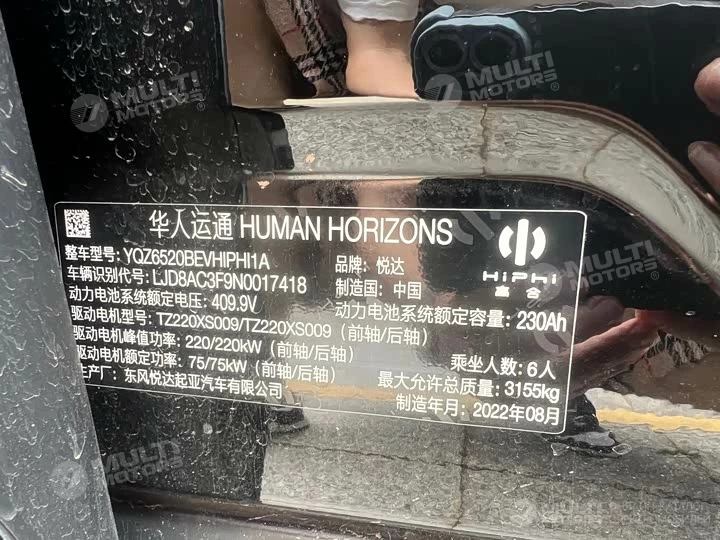 MULTI MOTORS®
MULTI MOTORS®
华人运通 HUMAN HORIZONS
整车型号: YQZ6520BEVHIPHI1A 品牌: 悦达
车辆识别代号: LJD8AC3F9N0017418 制造国: 中国
HiPhi
高合
动力电池系统额定电压: 409.9V 动力电池系统额定容量: 230Ah
驱动电机型号: TZ220XS009/TZ220XS009 (前轴/后轴)
驱动电机峰值功率: 220/220kW (前轴/后轴) 乘坐人数: 6人
驱动电机额定功率: 75/75kW (前轴/后轴) 最大允许总质量: 3155kg
生产厂: 东风悦达起亚汽车有限公司 制造年月: 2022年08月
MULTI MOTORS®
MULTI MOTORS®
MULTI MOTORS